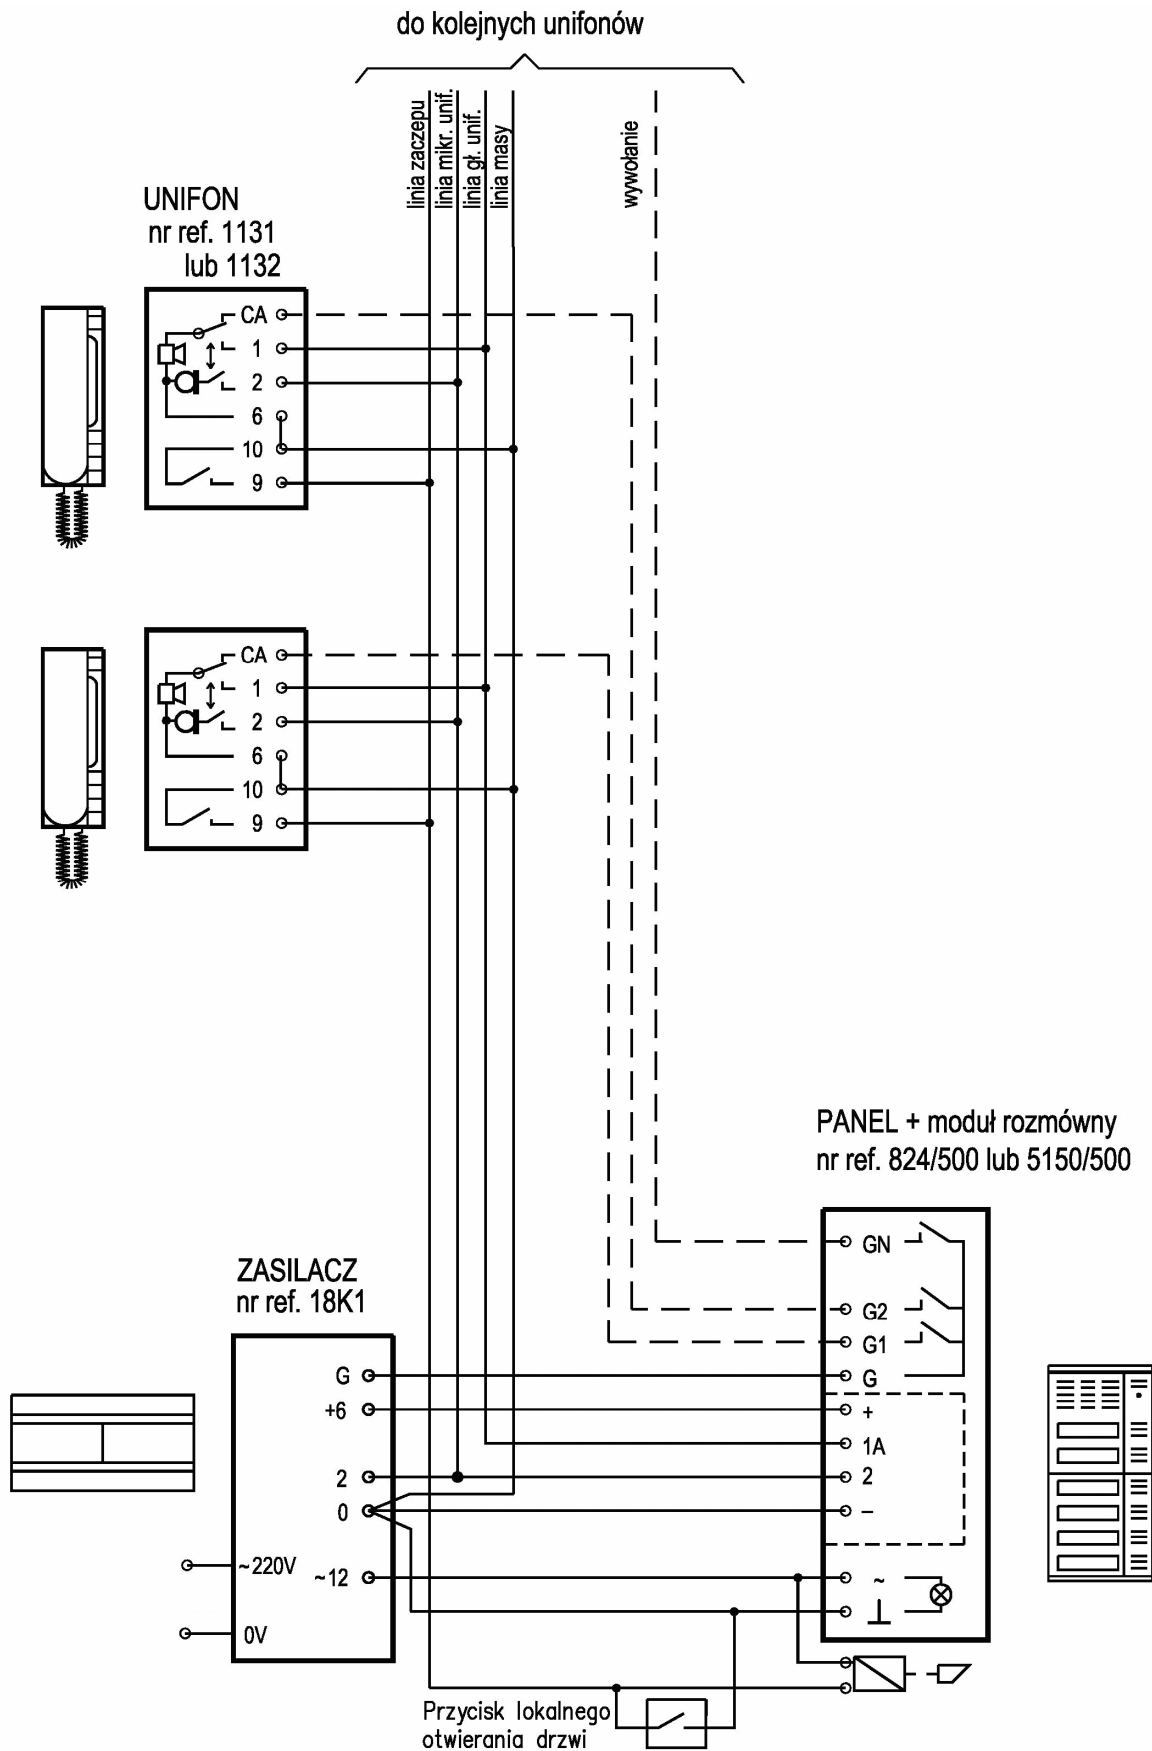 do kolejnych unifonów
linia zaczepu
linia mikr. unif.
linia gł. unif.
linia masy
wywołanie
UNIFON
nr ref. 1131
lub 1132
CA
1
2
6
10
9
CA
1
2
6
10
9
PANEL + moduł rozmówny
nr ref. 824/500 lub 5150/500
GN
G2
G1
G
+
1A
2
–
~
ZASILACZ
nr ref. 18K1
G
+6
2
0
~220V
~12
0V
Przycisk lokalnego
otwierania drzwi